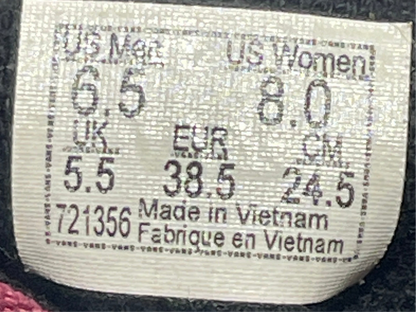 US Men US Women
6.5 8.0
UK EUR CM
5.5 38.5 24.5
721356 Made in Vietnam
Fabrique en Vietnam